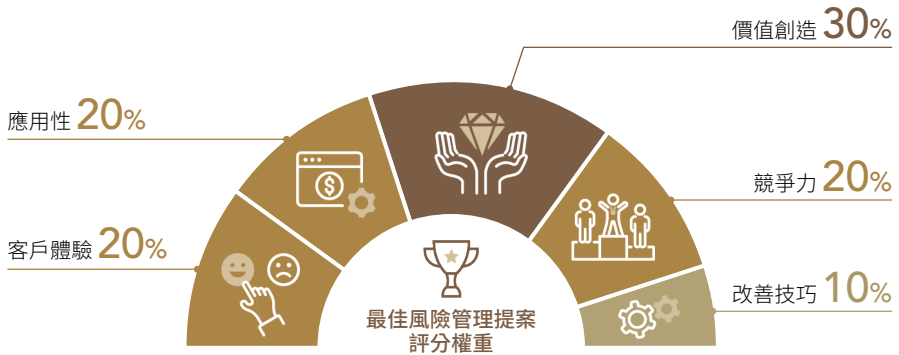 價值創造 30%
應用性 20%
競爭力 20%
客戶體驗 20%
改善技巧 10%
$
最佳風險管理提案
評分權重